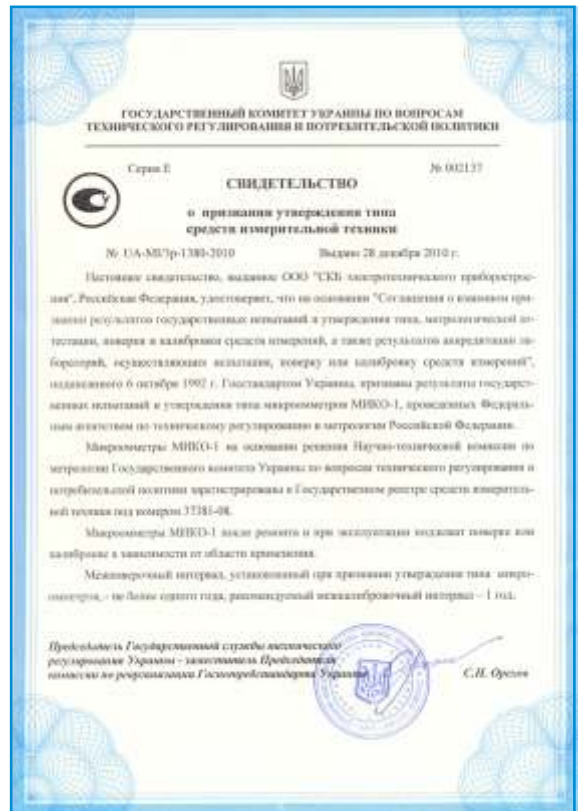 ГОСУДАРСТВЕННЫЙ КОМИТЕТ УКРАИНЫ ПО ВОПРОСАМ
ТЕХНИЧЕСКОГО РЕГУЛИРОВАНИЯ И ПОТРЕБИТЕЛЬСКОЙ ПОЛИТИКИ
Серия Е
№ 002137
СВИДЕТЕЛЬСТВО
о признании утверждения типа
средств измерительной техники
№ UA-MI/3р-1380-2010
Выдано 28 декабря 2010 г.
Настоящее свидетельство, выданное ООО "СКБ электротехнического приборострое-
ния", Российская Федерация, удостоверяет, что на основании "Соглашения о взаимном при-
знании результатов государственных испытаний и утверждения типа, метрологической ат-
тестации, поверки и калибровки средств измерений, а также результатов аккредитации ла-
бораторий, осуществляющих испытания, поверку или калибровку средств измерений",
подписанного 6 октября 1992 г. Госстандартом Украины, признаны результаты государст-
венных испытаний и утверждения типа микроомметров МИКО-1, проведенных Федераль-
ным агентством по техническому регулированию и метрологии Российской Федерации.
Микроомметры МИКО-1 на основании решения Научно-технической комиссии по
метрологии Государственного комитета Украины по вопросам технического регулирования и
потребительской политики зарегистрированы в Государственном реестре средств измеритель-
ной техники под номером 37381-08.
Микроомметры МИКО-1 после ремонта и при эксплуатации подлежат поверке или
калибровке в зависимости от области применения.
Межповерочный интервал, установленный при признании утверждения типа микро-
омметров, - не более одного года, рекомендуемый межкалибровочный интервал – 1 год.
Председатель Государственной службы технического
регулирования Украины - заместитель Председателя
комиссии по реорганизации Госпотребстандарта Украины
С.П. Орехов